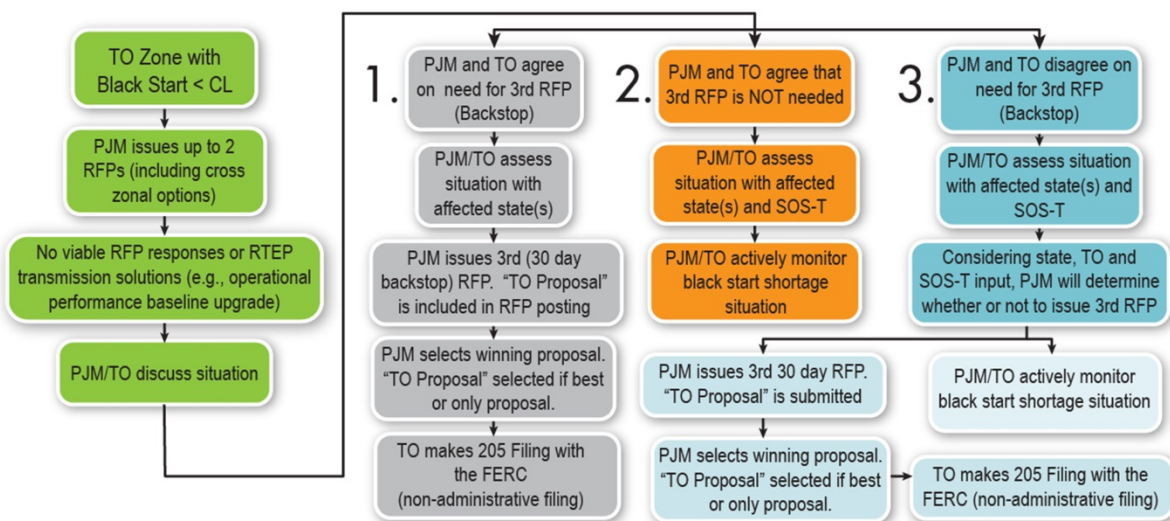 TO Zone with
Black Start < CL
PJM issues up to 2
RFPs (including cross
zonal options)
No viable RFP responses or RTEP
transmission solutions (e.g., operational
performance baseline upgrade)
PJM/TO discuss situation
1.
PJM and TO agree
on need for 3rd RFP
(Backstop)
PJM/TO assess
situation with
affected state(s)
PJM issues 3rd (30 day
backstop) RFP. “TO Proposal”
is included in RFP posting
PJM selects winning proposal.
“TO Proposal” selected if best
or only proposal.
TO makes 205 Filing with
the FERC
(non-administrative filing)
2.
PJM and TO agree that
3rd RFP is NOT needed
PJM/TO assess
situation with affected
state(s) and SOS-T
PJM/TO actively monitor
black start shortage
situation
3.
PJM and TO disagree on
need for 3rd RFP
(Backstop)
PJM/TO assess situation
with affected state(s) and
SOS-T
Considering state, TO and
SOS-T input, PJM will determine
whether or not to issue 3rd RFP
PJM issues 3rd 30 day RFP.
“TO Proposal” is submitted
PJM selects winning proposal.
“TO Proposal” selected if best
or only proposal.
TO makes 205 Filing with the
FERC (non-administrative filing)
PJM/TO actively monitor
black start shortage situation